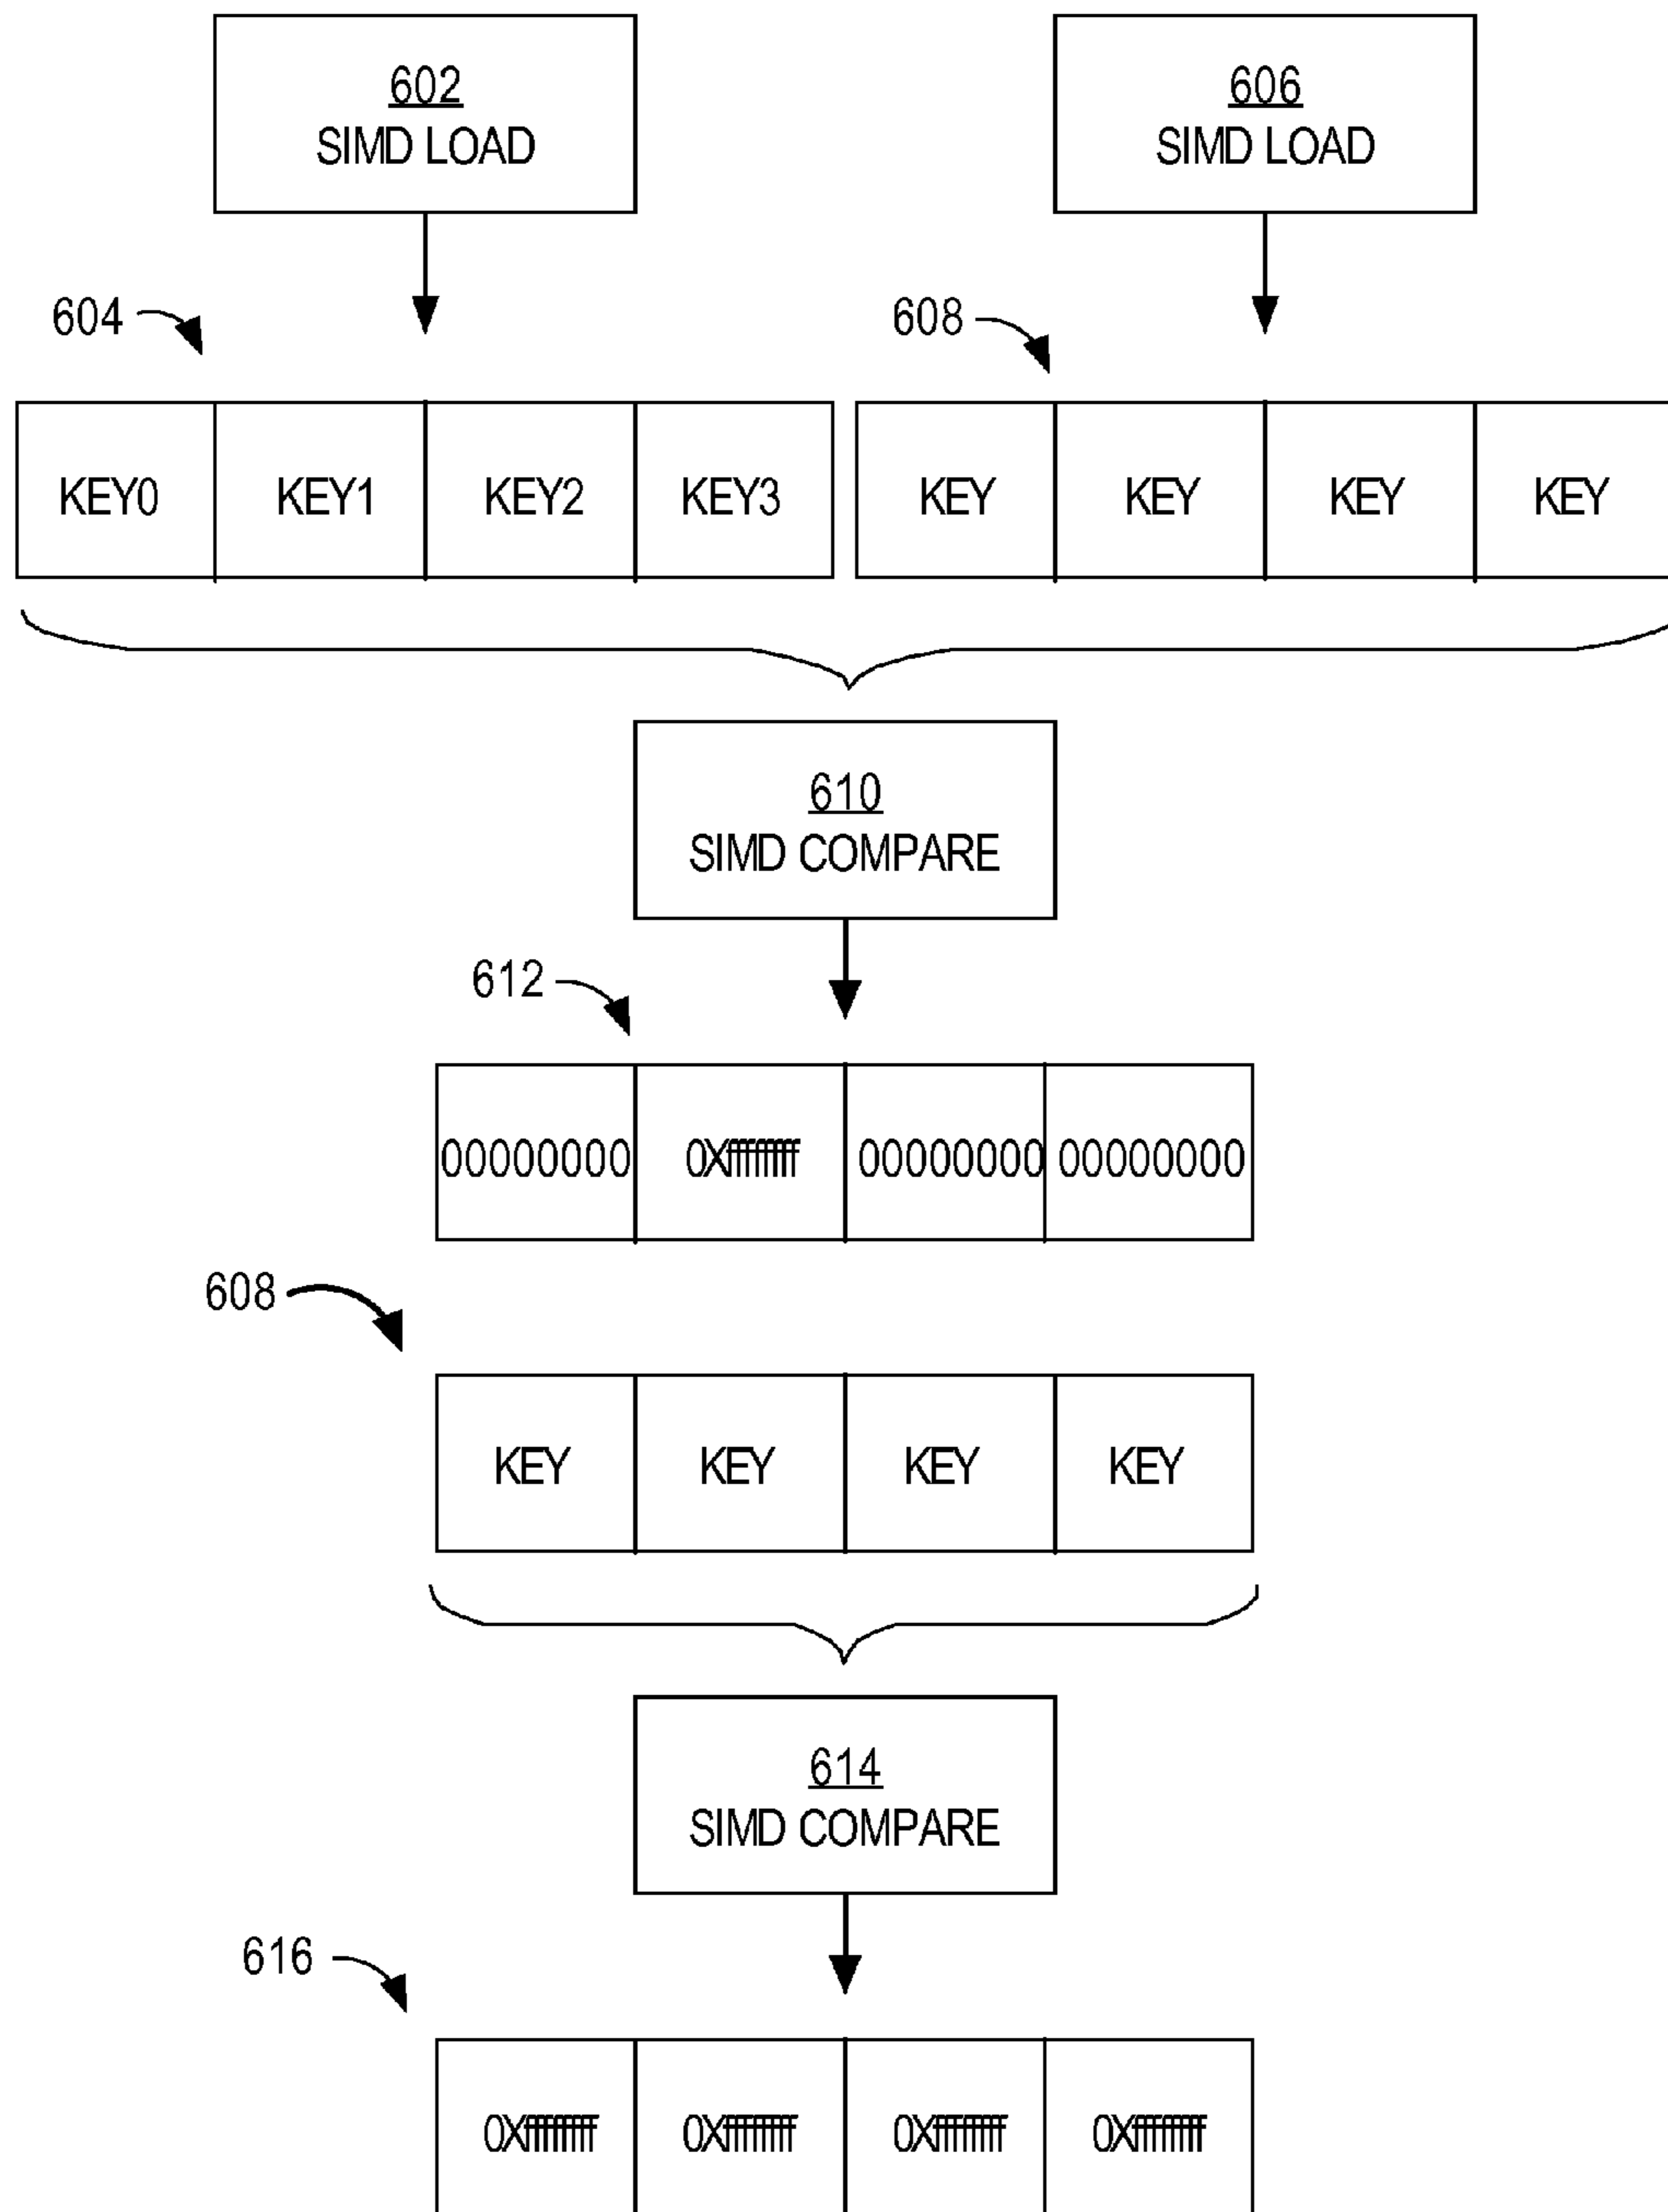 602
SIMD LOAD
606
SIMD LOAD
604
608
KEY0 KEY1 KEY2 KEY3 KEY KEY KEY KEY
610
SIMD COMPARE
612
00000000 0Xffffffff 00000000 00000000
608
KEY KEY KEY KEY
614
SIMD COMPARE
616
0Xffffffff 0Xffffffff 0Xffffffff 0Xffffffff